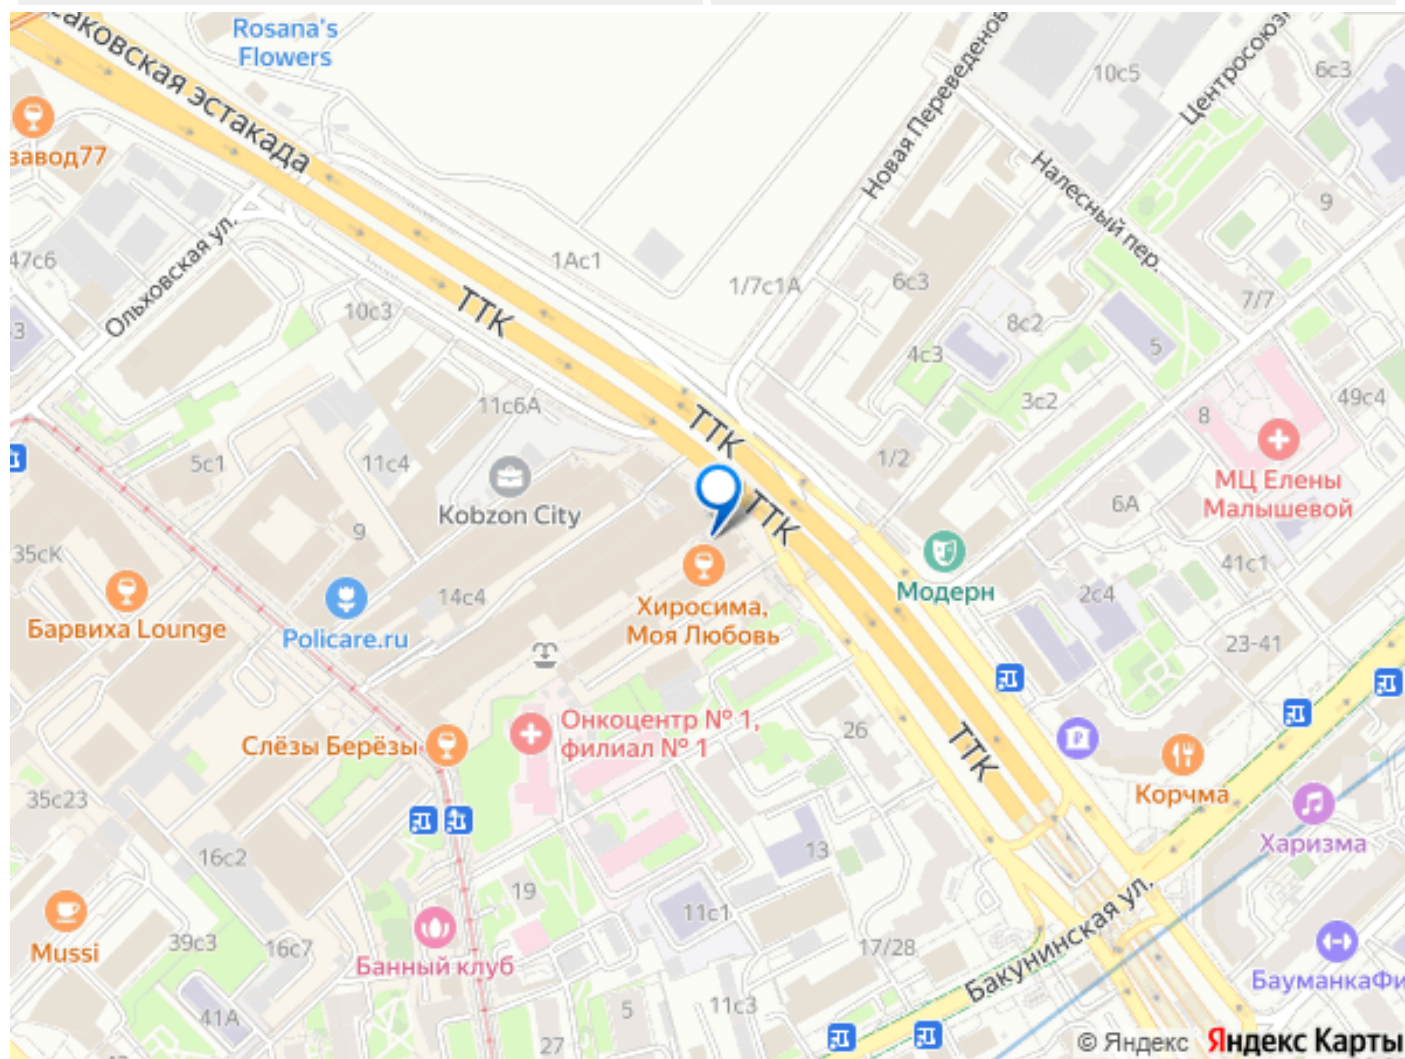 Rosana's
Flowers
саковская эстакада
завод77
Ольховская ул.
47с6
10с3
1Ас1
1/7с1А
Новая Переведенов
10с5
Центросоюз
6с3
Налесный пер.
9
6с3
7/7
8с2
4с3
5
3с2
49с4
8
МЦ Елены
Малышевой
ТТК
ТТК
ТТК
ТТК
11с6А
5с1
11с4
1/2
Kobzon City
6А
9
35сК
41с1
Модерн
2с4
14с4
Барвиха Lounge
Policare.ru
Хиросима,
Моя Любовь
23-41
Онкоцентр № 1,
филиал № 1
Слёзы Берёзы
26
Корчма
35с23
Харизма
16с2
13
19
11с1
Mussi
39с3
16с7
Банный клуб
17/28
Бакунинская ул.
БауманкаФи
41А
5
11с3
27
© Яндекс Яндекс Карты